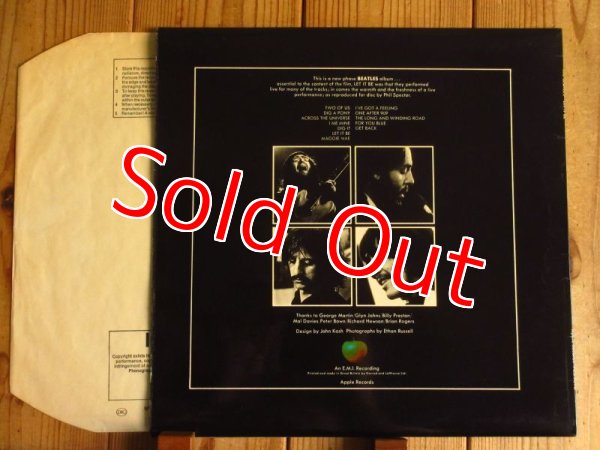 This is a new phase BEATLES album . . .
essential to the content of the film, LET IT BE was that they performed
live for many of the tracks; in comes the warmth and the freshness of a live
performance; as reproduced for disc by Phil Spector.
TWO OF US
DIG A PONY
ACROSS THE UNIVERSE
I ME MINE
DIG IT
LET IT BE
MAGGIE MAE
I'VE GOT A FEELING
ONE AFTER 909
THE LONG AND WINDING ROAD
FOR YOU BLUE
GET BACK
Sold Out
Thanks to George Martin/Glyn Johns/Billy Preston/
Mal Evans/Peter Bown/Richard Hewson/Brian Rogers
Design by John Kosh Photographs by Ethan Russell
An E.M.I. Recording
Apple Records